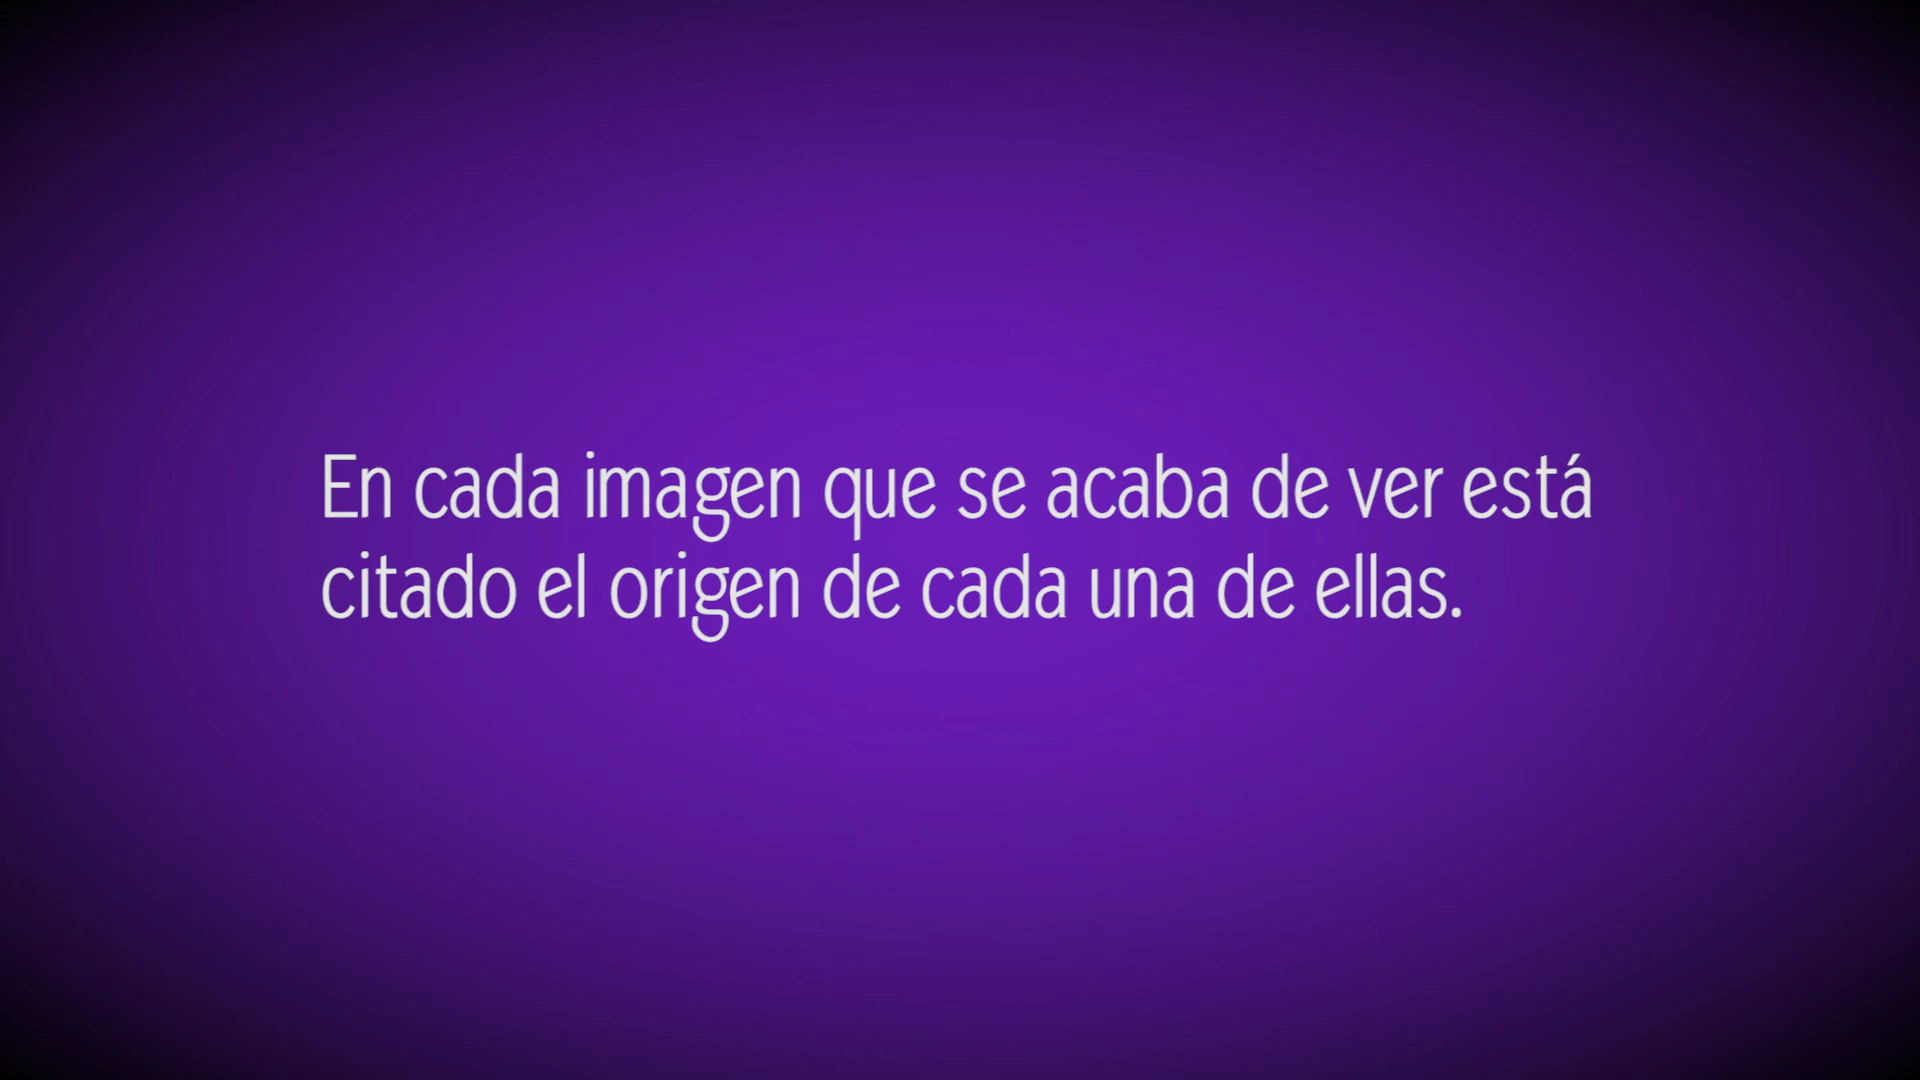 En cada imagen que se acaba de ver está
citado el origen de cada una de ellas.